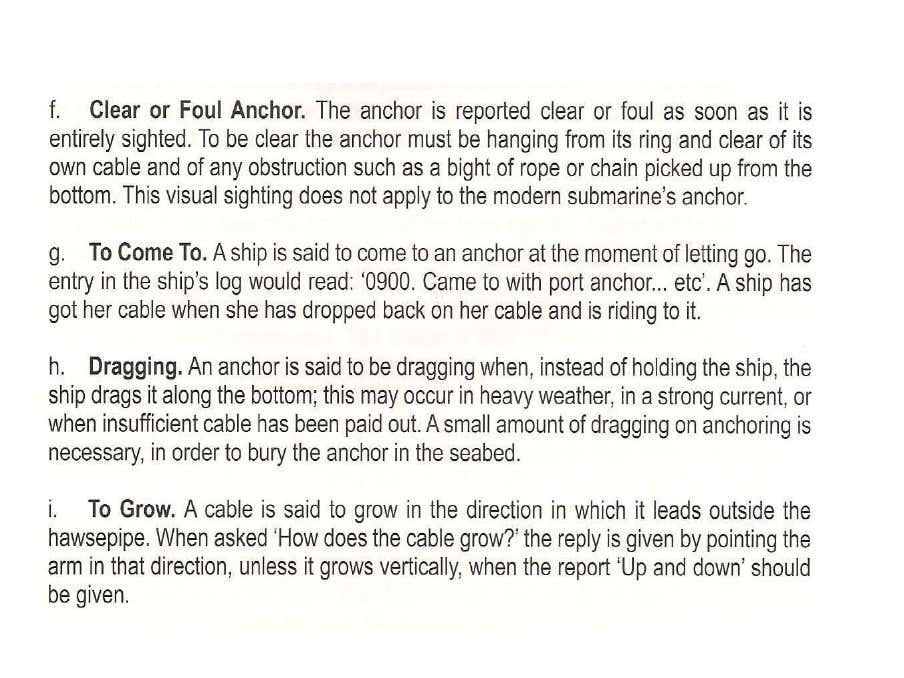 f. Clear or Foul Anchor. The anchor is reported clear or foul as soon as it is
entirely sighted. To be clear the anchor must be hanging from its ring and clear of its
own cable and of any obstruction such as a bight of rope or chain picked up from the
bottom. This visual sighting does not apply to the modern submarine's anchor.
g. To Come To. A ship is said to come to an anchor at the moment of letting go. The
entry in the ship's log would read: '0900. Came to with port anchor... etc'. A ship has
got her cable when she has dropped back on her cable and is riding to it.
h. Dragging. An anchor is said to be dragging when, instead of holding the ship, the
ship drags it along the bottom; this may occur in heavy weather, in a strong current, or
when insufficient cable has been paid out. A small amount of dragging on anchoring is
necessary, in order to bury the anchor in the seabed.
i. To Grow. A cable is said to grow in the direction in which it leads outside the
hawsepipe. When asked 'How does the cable grow?' the reply is given by pointing the
arm in that direction, unless it grows vertically, when the report 'Up and down' should
be given.